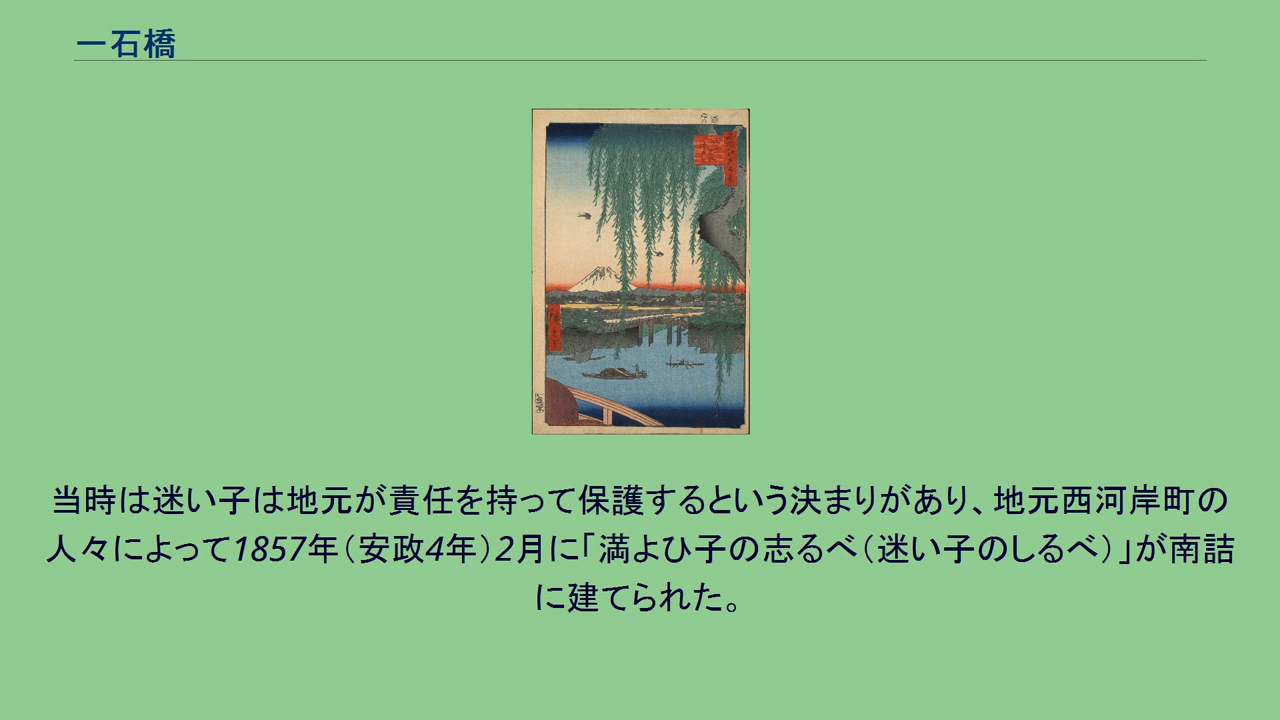 一石橋
当時は迷い子は地元が責任を持って保護するという決まりがあり、地元西河岸町の
人々によって1857年（安政4年）2月に「満よひ子の志るべ（迷い子のしるべ）」が南詰
に建てられた。